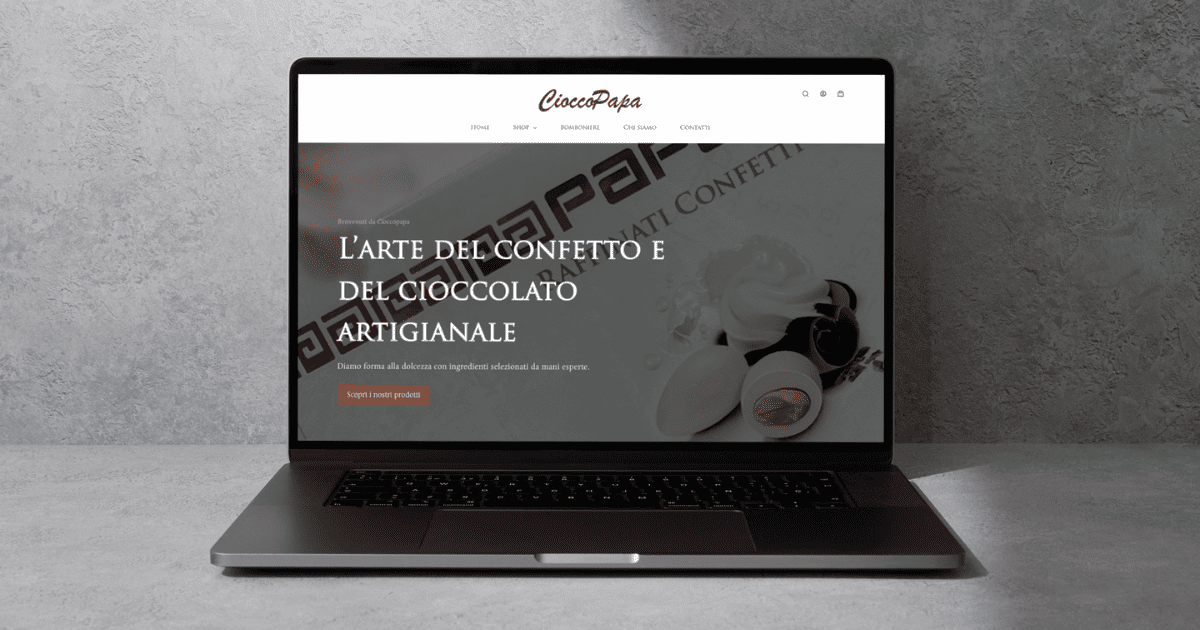 CioccoPapa
Home Shop Bomboniere Chi siamo Contatti
Benvenuti da Cioccopapa
L'arte del confetto e
del cioccolato
artigianale
Diamo forma alla dolcezza con ingredienti selezionati da mani esperte.
Scopri i nostri prodotti
papa
Raffinati Confetti